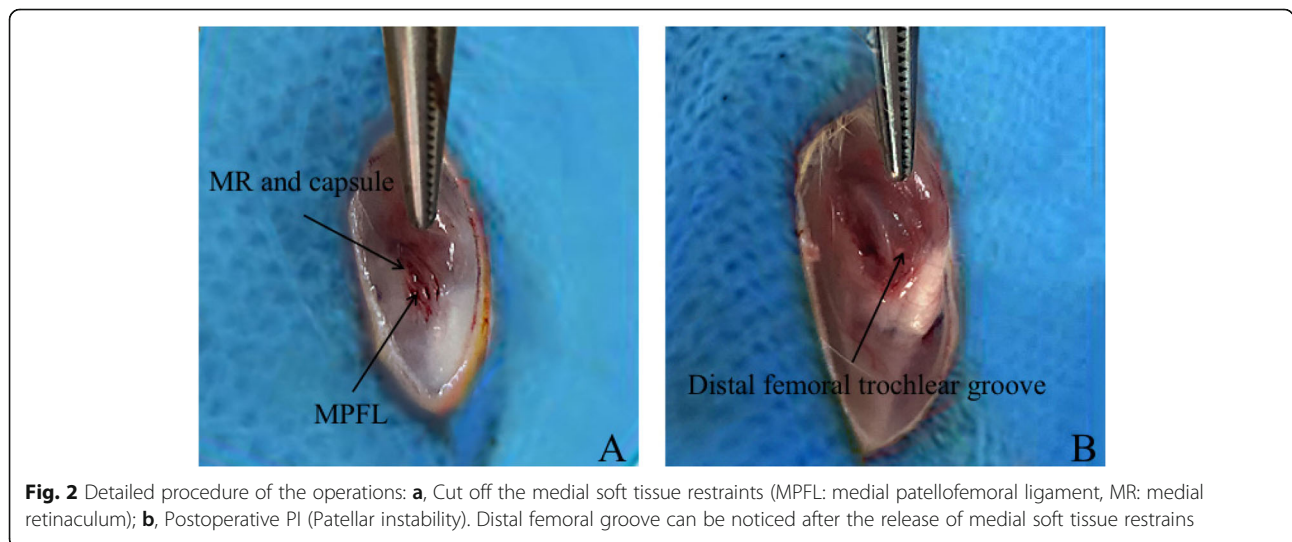 MR and capsule
MPFL
A
Distal femoral trochlear groove
B
Fig. 2 Detailed procedure of the operations: a, Cut off the medial soft tissue restraints (MPFL: medial patellofemoral ligament, MR: medial
retinaculum); b, Postoperative PI (Patellar instability). Distal femoral groove can be noticed after the release of medial soft tissue restrains